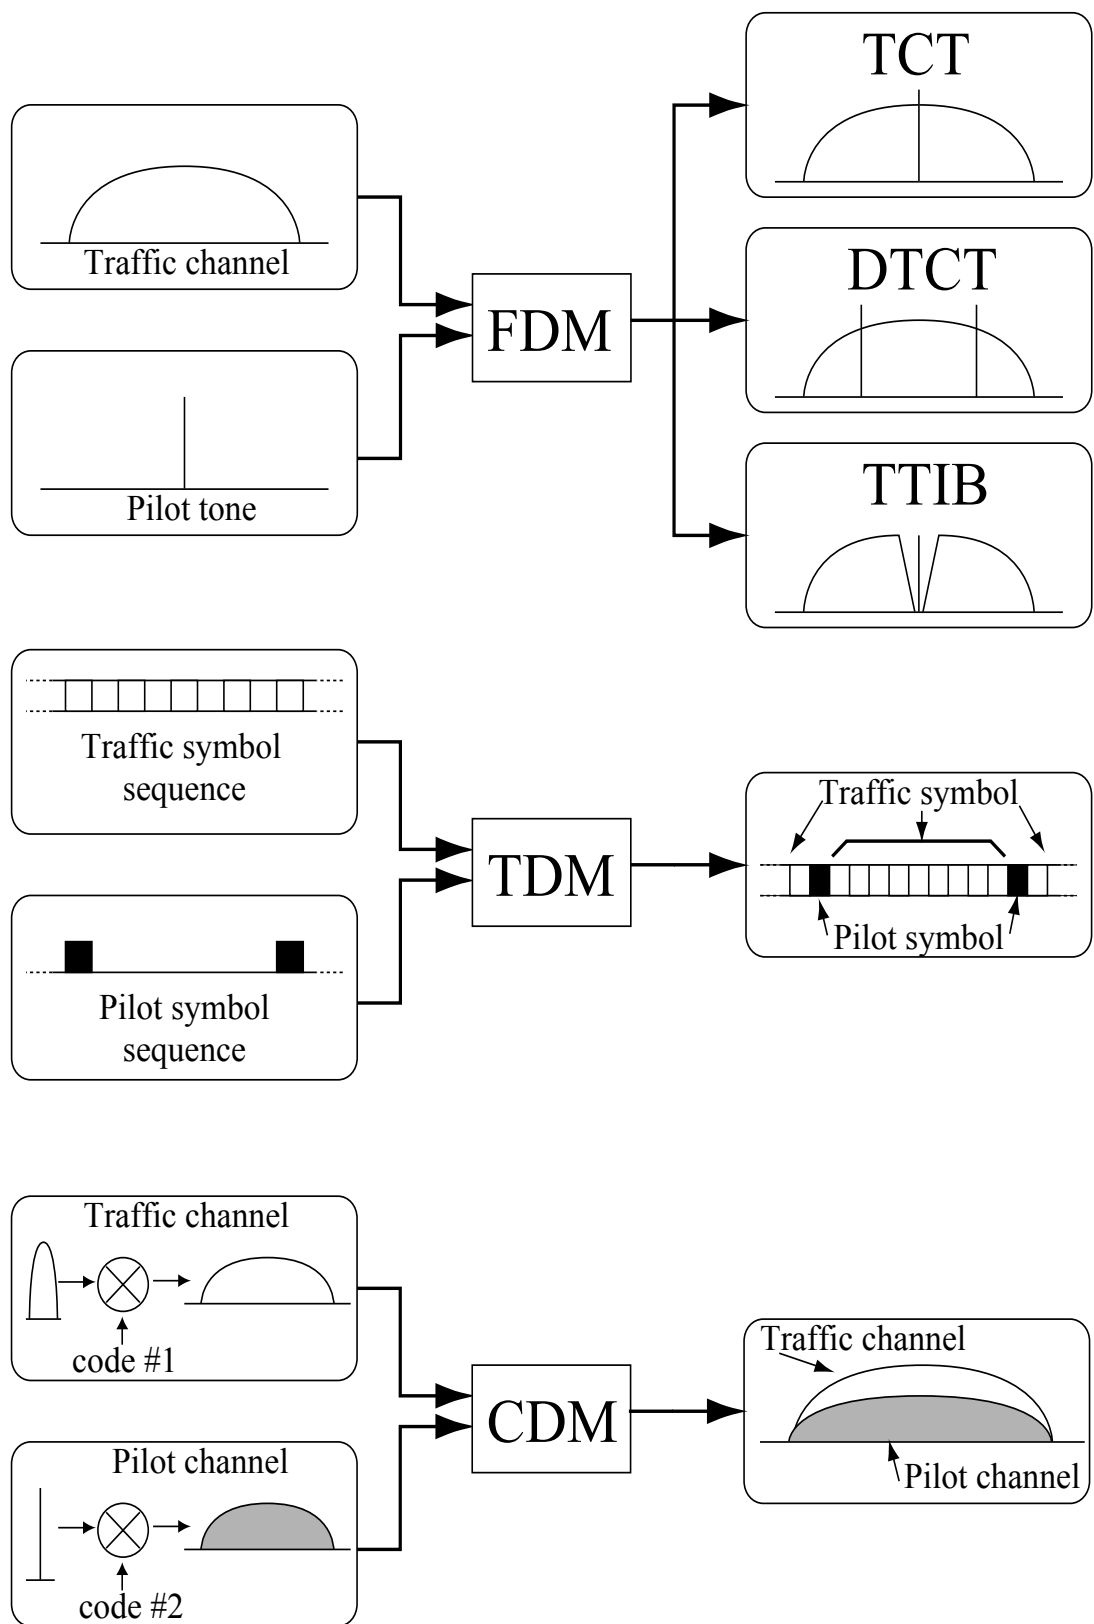 TCT
Traffic channel
DTCT
FDM
Pilot tone
TTIB
Traffic symbol
sequence
Traffic symbol
TDM
Pilot symbol
Pilot symbol
sequence
Traffic channel
code #1
Traffic channel
CDM
Pilot channel
Pilot channel
code #2